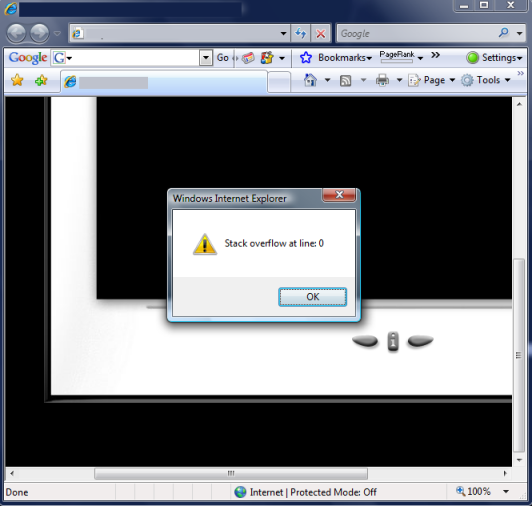 Google
Google G
Go
Bookmarks
PageRank
Settings
Page
Tools
Windows Internet Explorer
Stack overflow at line: 0
OK
i
Done
Internet | Protected Mode: Off
100%